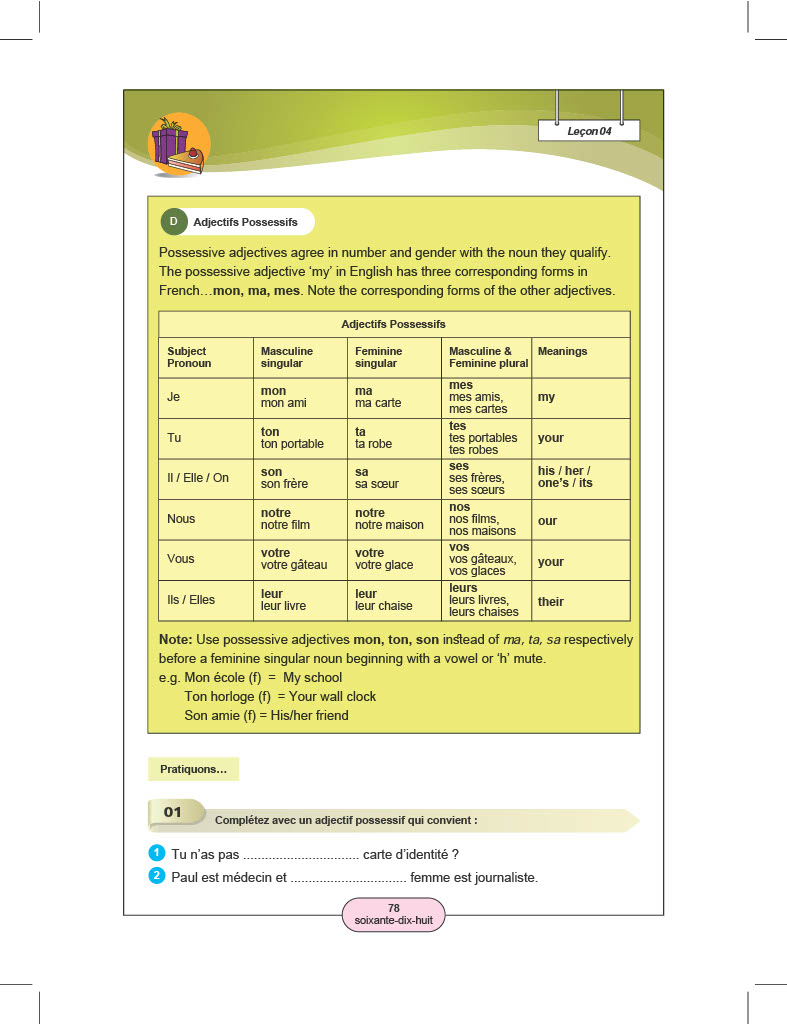 Leçon 04
D Adjectifs Possessifs
Possessive adjectives agree in number and gender with the noun they qualify.
The possessive adjective ‘my’ in English has three corresponding forms in
French…mon, ma, mes. Note the corresponding forms of the other adjectives.
Adjectifs Possessifs
Subject Pronoun | Masculine singular | Feminine singular | Masculine & Feminine plural | Meanings
Je | mon mon ami | ma ma carte | mes mes amis, mes cartes | my
Tu | ton ton portable | ta ta robe | tes tes portables tes robes | your
Il / Elle / On | son son frère | sa sa sœur | ses ses frères, ses sœurs | his / her / one’s / its
Nous | notre notre film | notre notre maison | nos nos films, nos maisons | our
Vous | votre votre gâteau | votre votre glace | vos vos gâteaux, vos glaces | your
Ils / Elles | leur leur livre | leur leur chaise | leurs leurs livres, leurs chaises | their
Note: Use possessive adjectives mon, ton, son instead of ma, ta, sa respectively
before a feminine singular noun beginning with a vowel or ‘h’ mute.
e.g. Mon école (f) = My school
Ton horloge (f) = Your wall clock
Son amie (f) = His/her friend
Pratiquons…
01 Complétez avec un adjectif possessif qui convient :
1 Tu n’as pas ................................ carte d’identité ?
2 Paul est médecin et ................................ femme est journaliste.
78
soixante-dix-huit